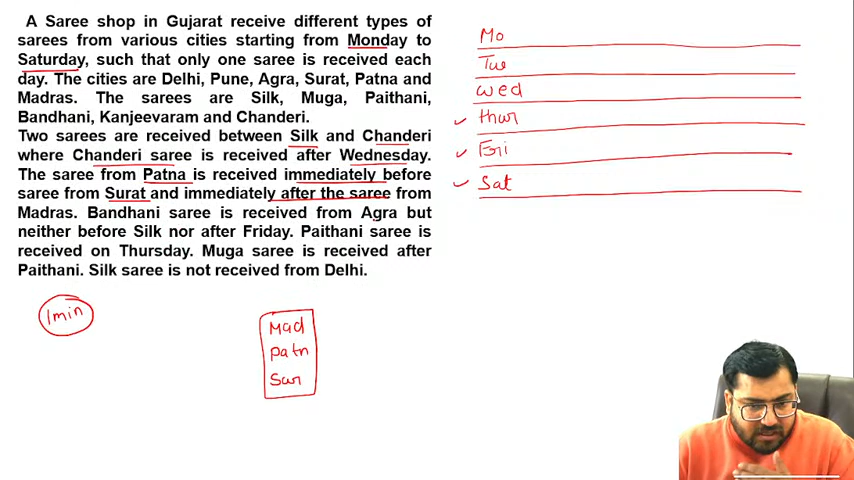 A Saree shop in Gujarat receive different types of
sarees from various cities starting from Monday to
Saturday, such that only one saree is received each
day. The cities are Delhi, Pune, Agra, Surat, Patna and
Madras. The sarees are Silk, Muga, Paithani,
Bandhani, Kanjeevaram and Chanderi.
Two sarees are received between Silk and Chanderi
where Chanderi saree is received after Wednesday.
The saree from Patna is received immediately before
saree from Surat and immediately after the saree from
Madras. Bandhani saree is received from Agra but
neither before Silk nor after Friday. Paithani saree is
received on Thursday. Muga saree is received after
Paithani. Silk saree is not received from Delhi.
1min
Mad
patn
Sur
Mo
Tue
wed
thur
Fri
Sat